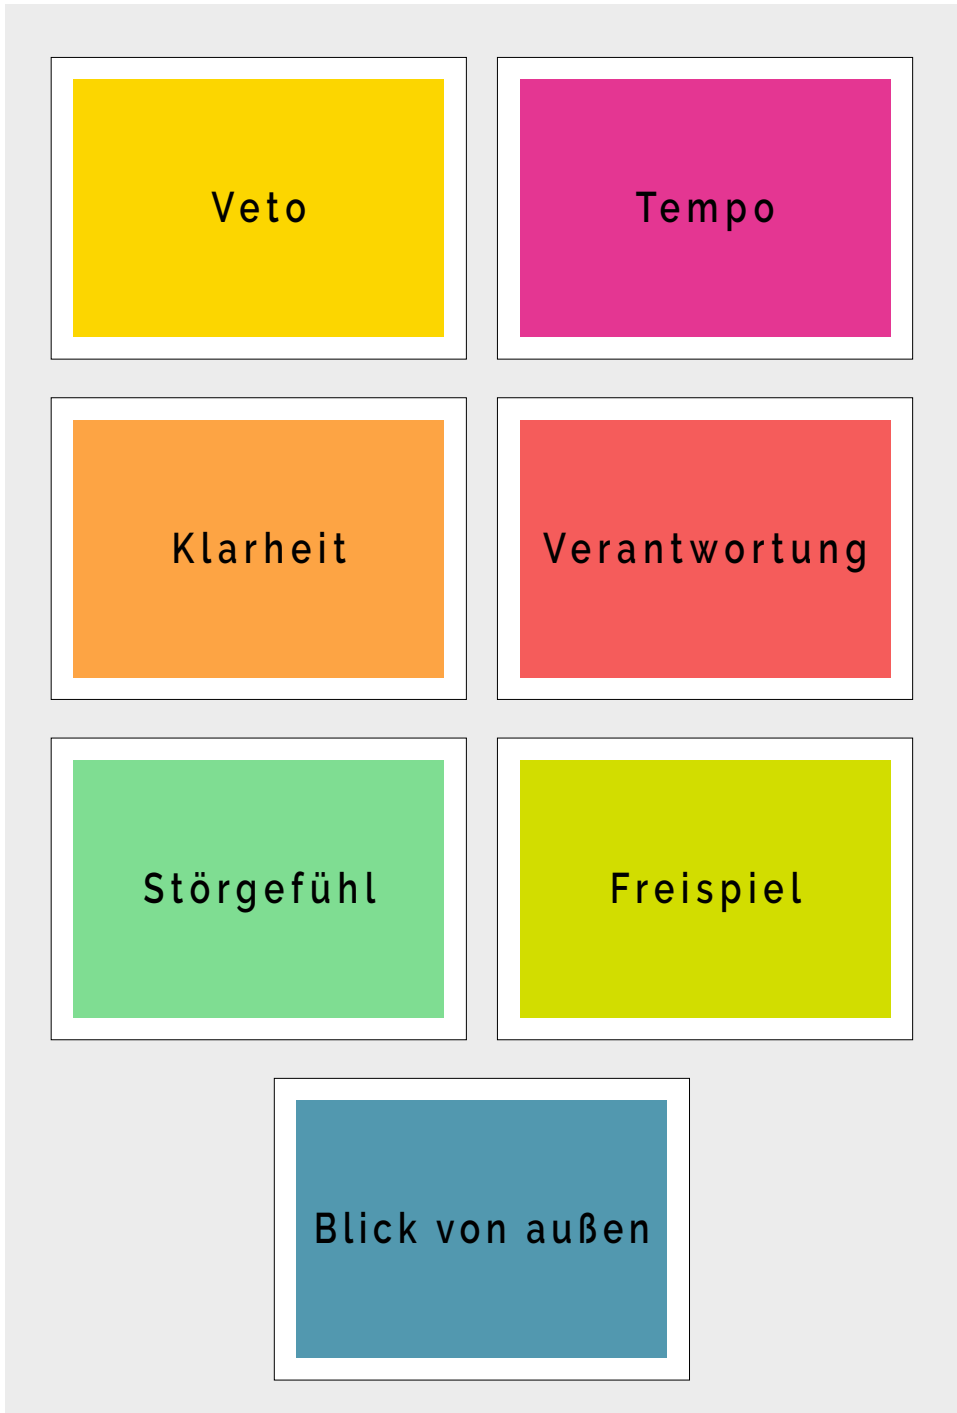 Veto
Tempo
Klarheit
Verantwortung
Störgefühl
Freispiel
Blick von außen